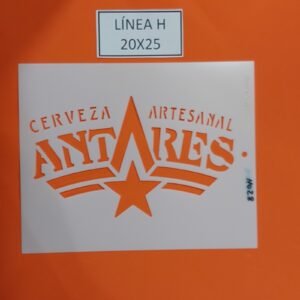 LÍNEA H
20X25
CERVEZA ARTESANAL
ANTARES